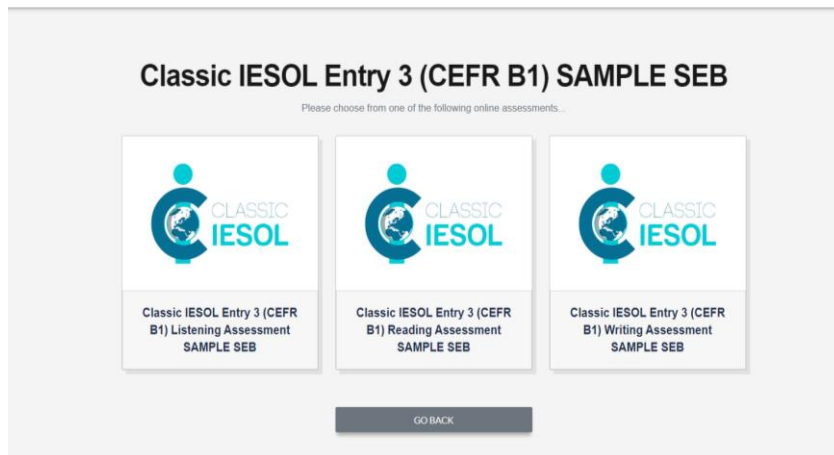 Classic IESOL Entry 3 (CEFR B1) SAMPLE SEB
Please choose from one of the following online assessments...
CLASSIC
IESOL
CLASSIC
IESOL
CLASSIC
IESOL
Classic IESOL Entry 3 (CEFR
B1) Listening Assessment
SAMPLE SEB
Classic IESOL Entry 3 (CEFR
B1) Reading Assessment
SAMPLE SEB
Classic IESOL Entry 3 (CEFR
B1) Writing Assessment
SAMPLE SEB
GO BACK